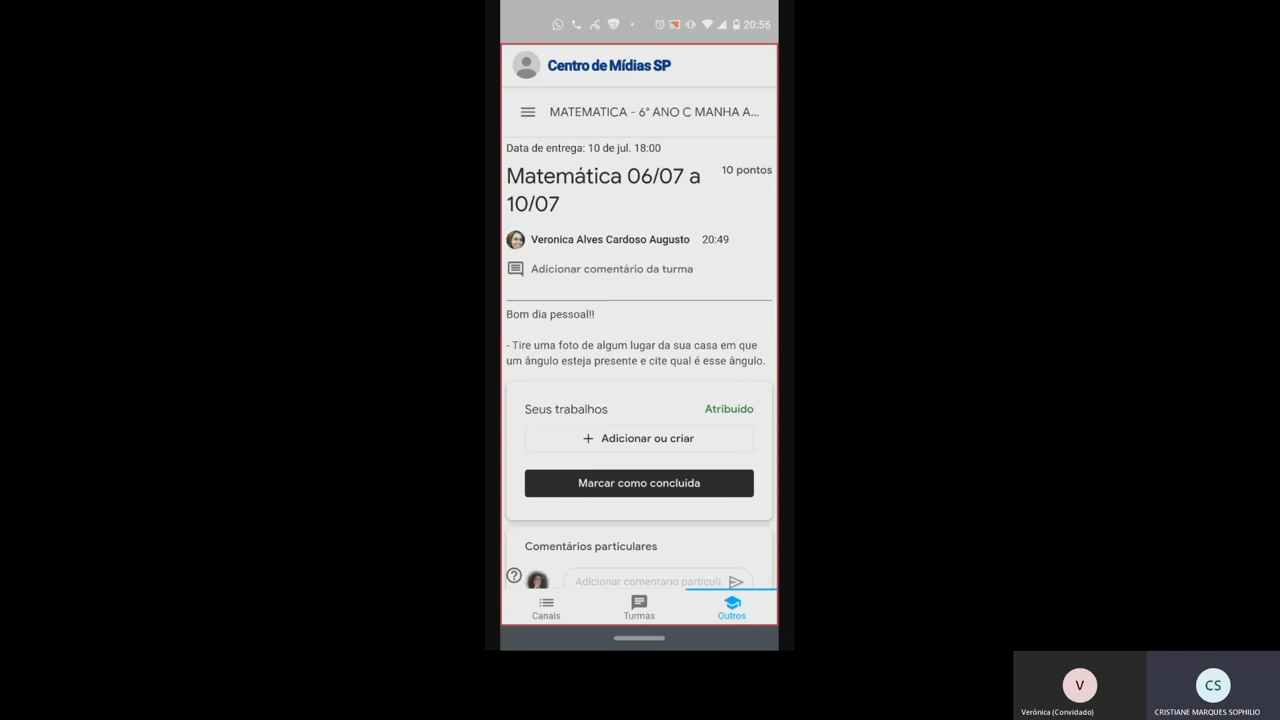 20:56
Centro de Mídias SP
MATEMATICA - 6° ANO C MANHA A...
Data de entrega: 10 de jul. 18:00
Matemática 06/07 a
10/07
10 pontos
Veronica Alves Cardoso Augusto 20:49
Adicionar comentário da turma
Bom dia pessoal!!
- Tire uma foto de algum lugar da sua casa em que
um ângulo esteja presente e cite qual é esse ângulo.
Seus trabalhos
Atribuído
+ Adicionar ou criar
Marcar como concluída
Comentários particulares
Adicionar comentario particula
Canais
Turmas
Outros
V
CS
Verônica (Convidado)
CRISTIANE MARQUES SOPHILIO